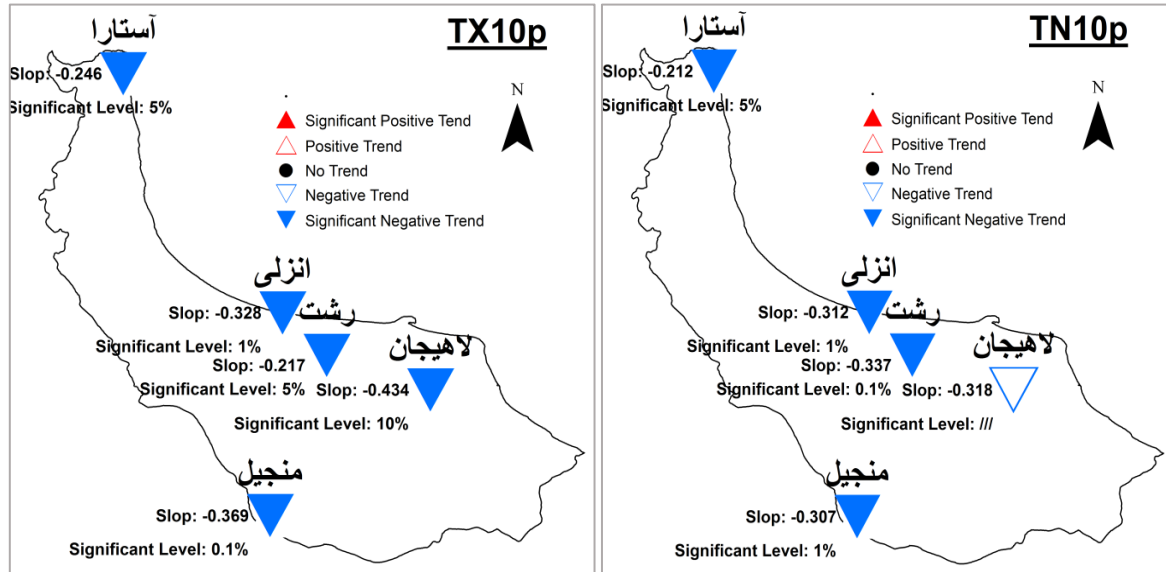 TX10p
آستارا
Slop: -0.246
Significant Level: 5%
N
Significant Positive Tend
Positive Trend
No Trend
Negative Trend
Significant Negative Trend
انزلی
Slop: -0.328
رشت
Significant Level: 1%
Slop: -0.217
لاهیجان
Significant Level: 5%
Slop: -0.434
Significant Level: 10%
منجیل
Slop: -0.369
Significant Level: 0.1%
TN10p
آستارا
Slop: -0.212
Significant Level: 5%
N
Significant Positive Tend
Positive Trend
No Trend
Negative Trend
Significant Negative Trend
انزلی
Slop: -0.312
رشت
Significant Level: 1%
Slop: -0.337
لاهیجان
Significant Level: 0.1%
Slop: -0.318
Significant Level: ///
منجیل
Slop: -0.307
Significant Level: 1%